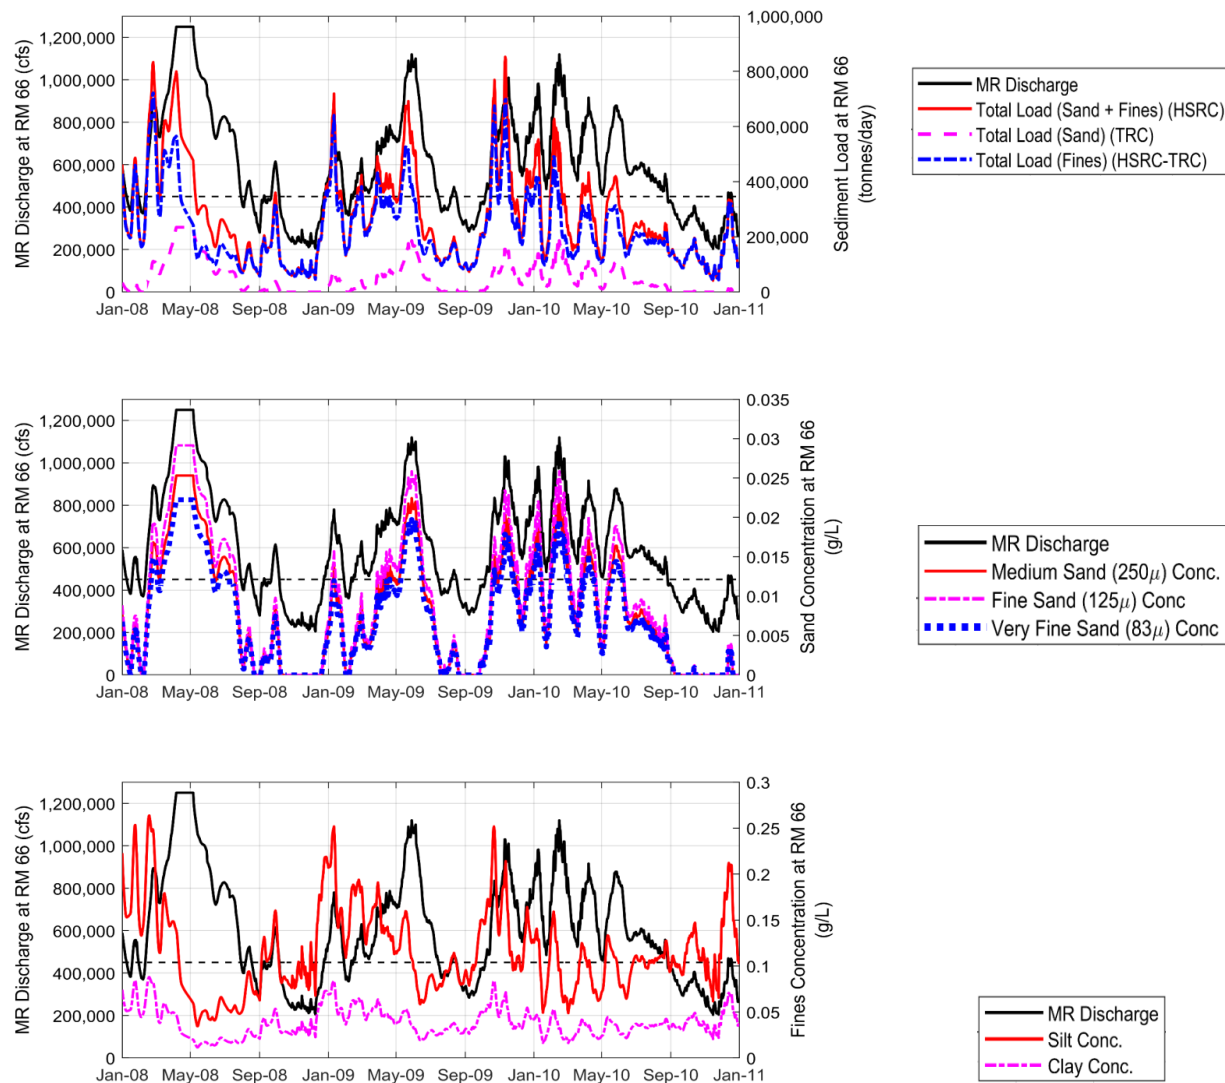 MR Discharge at RM 66 (cfs)
1,200,000
1,000,000
800,000
600,000
400,000
200,000
0
Jan-08 May-08 Sep-08 Jan-09 May-09 Sep-09 Jan-10 May-10 Sep-10 Jan-11
1,000,000
800,000
600,000
400,000
200,000
0
Sediment Load at RM 66
(tonnes/day)
MR Discharge
Total Load (Sand + Fines) (HSRC)
Total Load (Sand) (TRC)
Total Load (Fines) (HSRC-TRC)
MR Discharge at RM 66 (cfs)
1,200,000
1,000,000
800,000
600,000
400,000
200,000
0
Jan-08 May-08 Sep-08 Jan-09 May-09 Sep-09 Jan-10 May-10 Sep-10 Jan-11
0.035
0.03
0.025
0.02
0.015
0.01
0.005
0
Sand Concentration at RM 66
(g/L)
MR Discharge
Medium Sand (250μ) Conc.
Fine Sand (125μ) Conc
Very Fine Sand (83μ) Conc
MR Discharge at RM 66 (cfs)
1,200,000
1,000,000
800,000
600,000
400,000
200,000
0
Jan-08 May-08 Sep-08 Jan-09 May-09 Sep-09 Jan-10 May-10 Sep-10 Jan-11
0.3
0.25
0.2
0.15
0.1
0.05
0
Fines Concentration at RM 66
(g/L)
MR Discharge
Silt Conc.
Clay Conc.